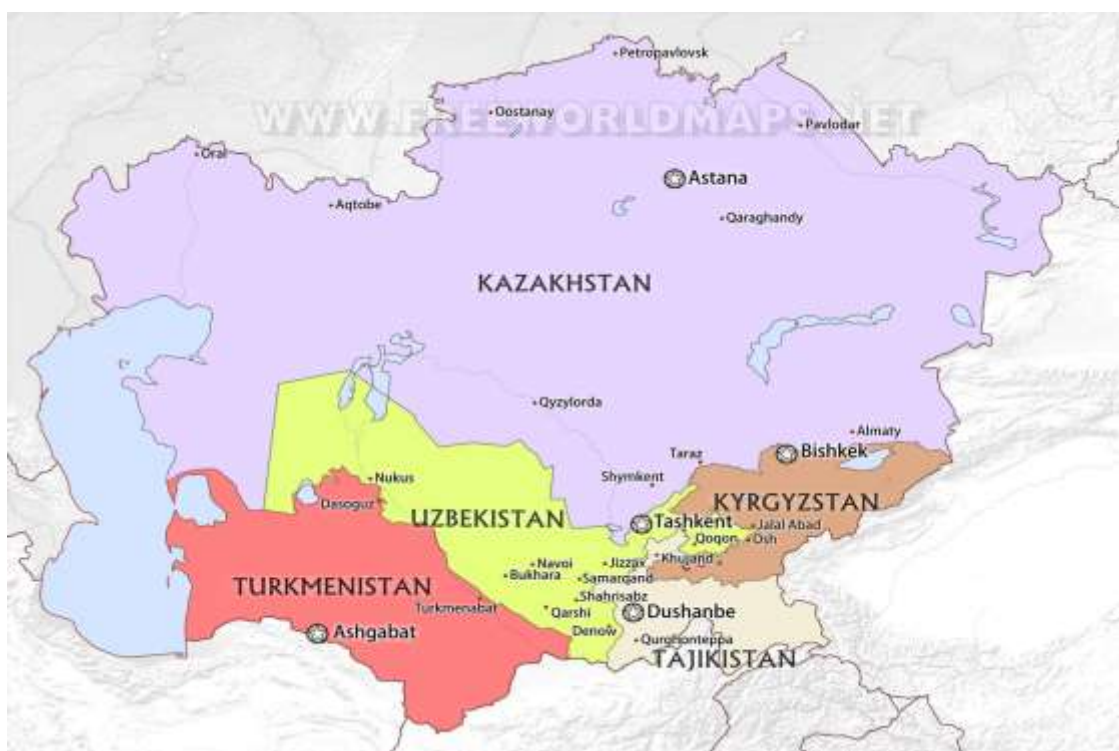 Petropavlovsk
WWW.FREEWORLDMAPS.NET
Oostanay
Pavlodar
Oral
Astana
Aqtobe
Qaraghandy
KAZAKHSTAN
Qyzylorda
Almaty
Bishkek
Taraz
Shymkent
Nukus
KYRGYZSTAN
Dasoguz
UZBEKISTAN
Tashkent
Jalal Abad
Qoqon
Osh
Khujand
Navoi
Jizzax
Bukhara
Samarqand
TURKMENISTAN
Shahrisabz
Turkmenabat
Qarshi
Dushanbe
Denow
Ashgabat
Qurghonteppa
TAJIKISTAN